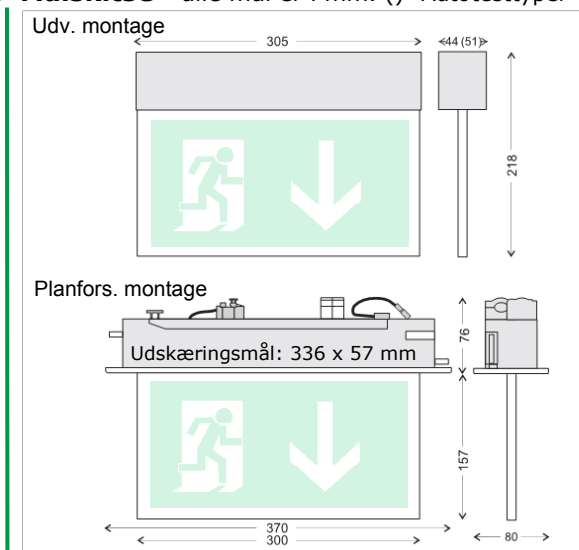 Udv. montage
305
44 (51)
218
Planfors. montage
76
Udskæringsmål: 336 x 57 mm
157
370
300
80